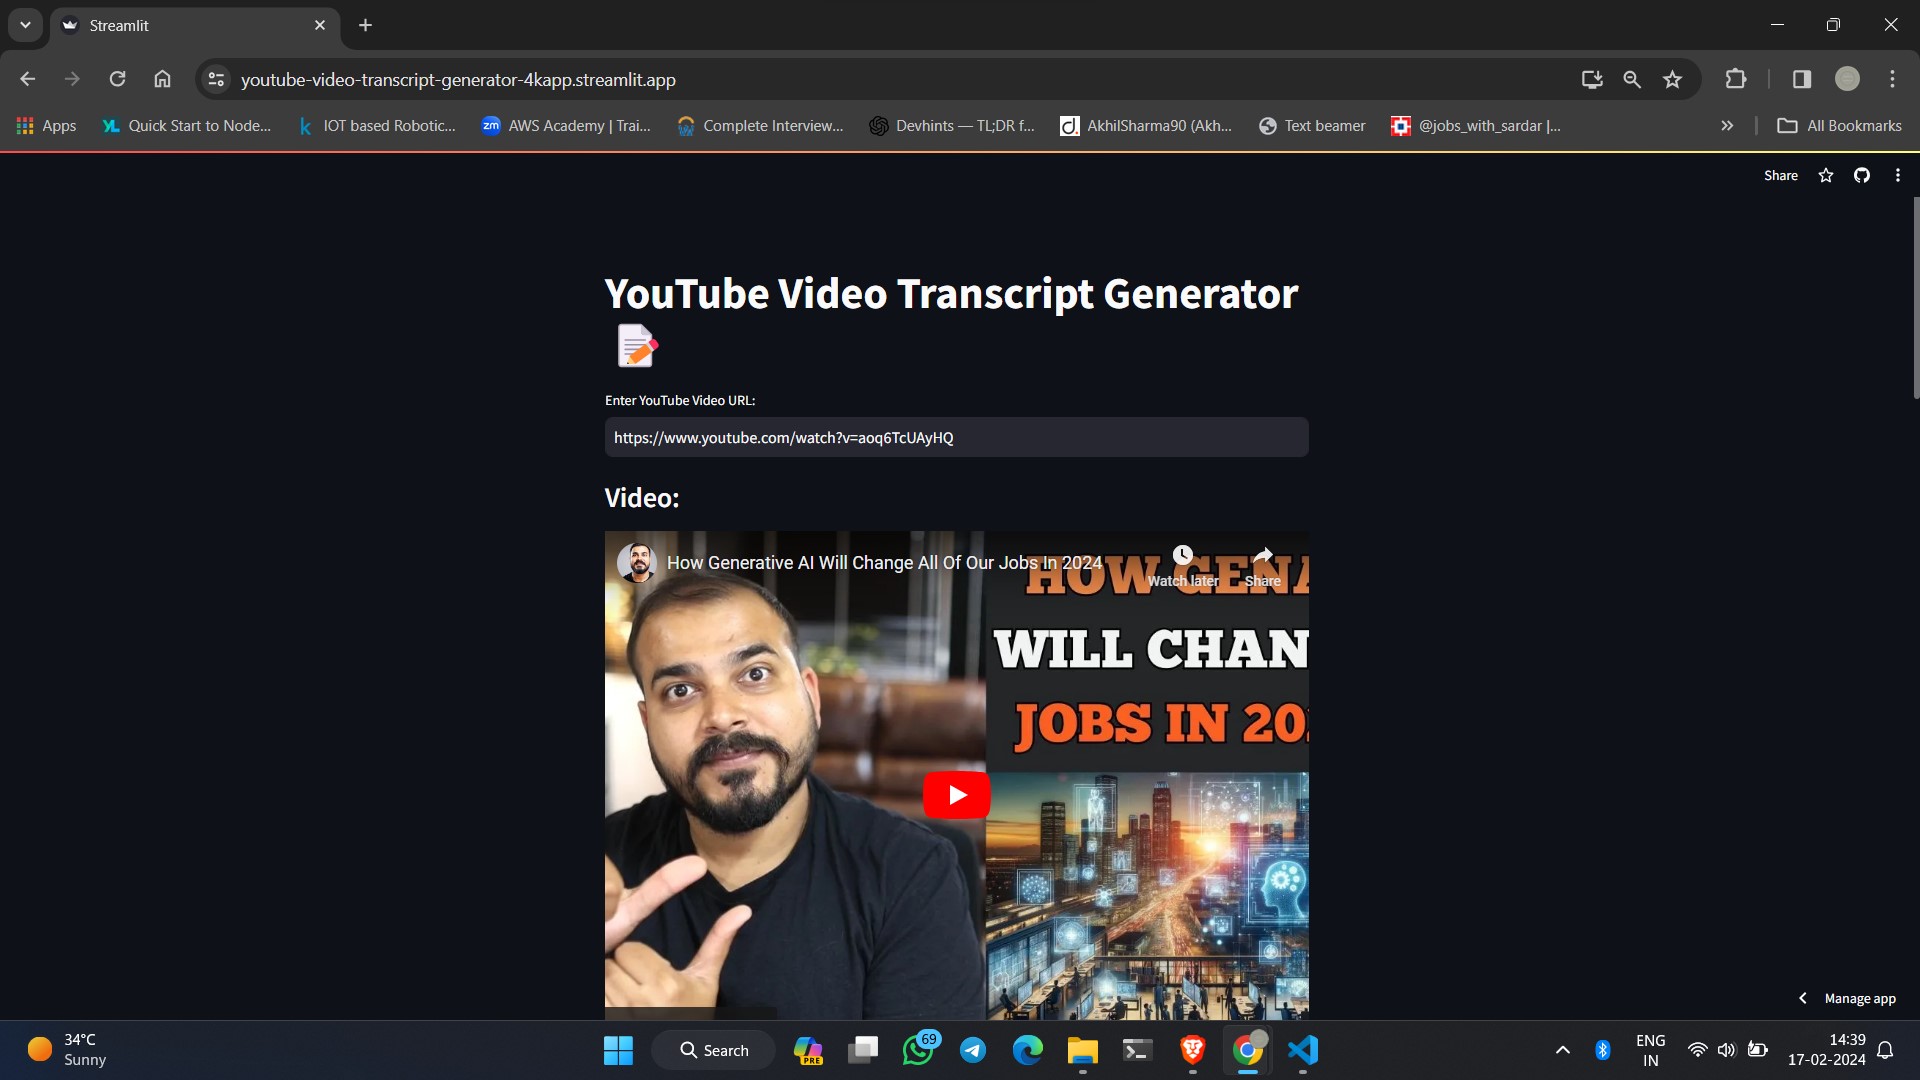 Streamlit
youtube-video-transcript-generator-4kapp.streamlit.app
Apps
Quick Start to Node...
IOT based Robotic...
zm
AWS Academy | Trai...
Complete Interview...
Devhints — TL;DR f...
d.
AkhilSharma90 (Akh...
Text beamer
@jobs_with_sardar |...
All Bookmarks
Share
YouTube Video Transcript Generator
Enter YouTube Video URL:
https://www.youtube.com/watch?v=aoq6TcUAyHQ
Video:
How Generative AI Will Change All Of Our Jobs In 2024
Watch later
Share
HOW GENA
WILL CHAN
JOBS IN 202
Manage app
34°C
Sunny
Search
PRE
69
ENG
IN
14:39
17-02-2024